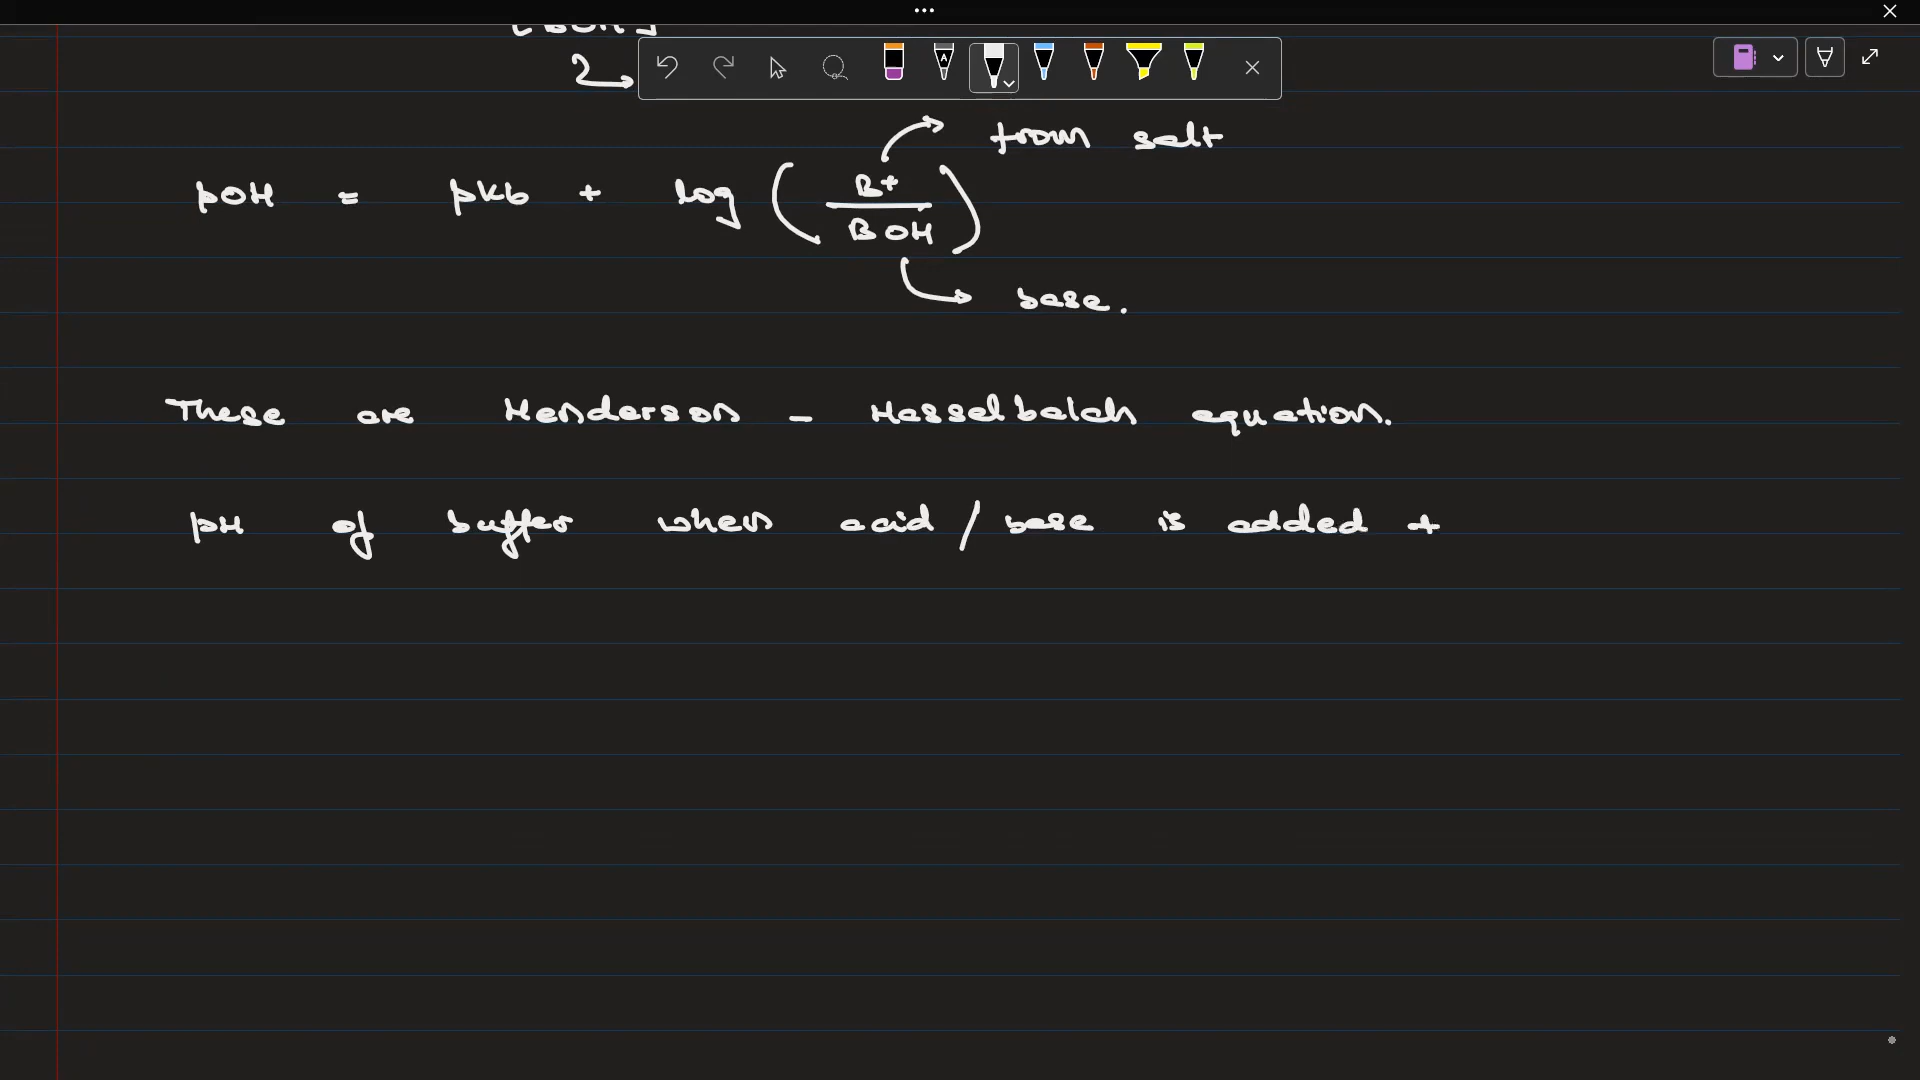 from salt
pOH = pKb + log ( B+ / BOH )
base.
These are Henderson - Hasselbalch equation.
pH of buffer when acid / base is added +